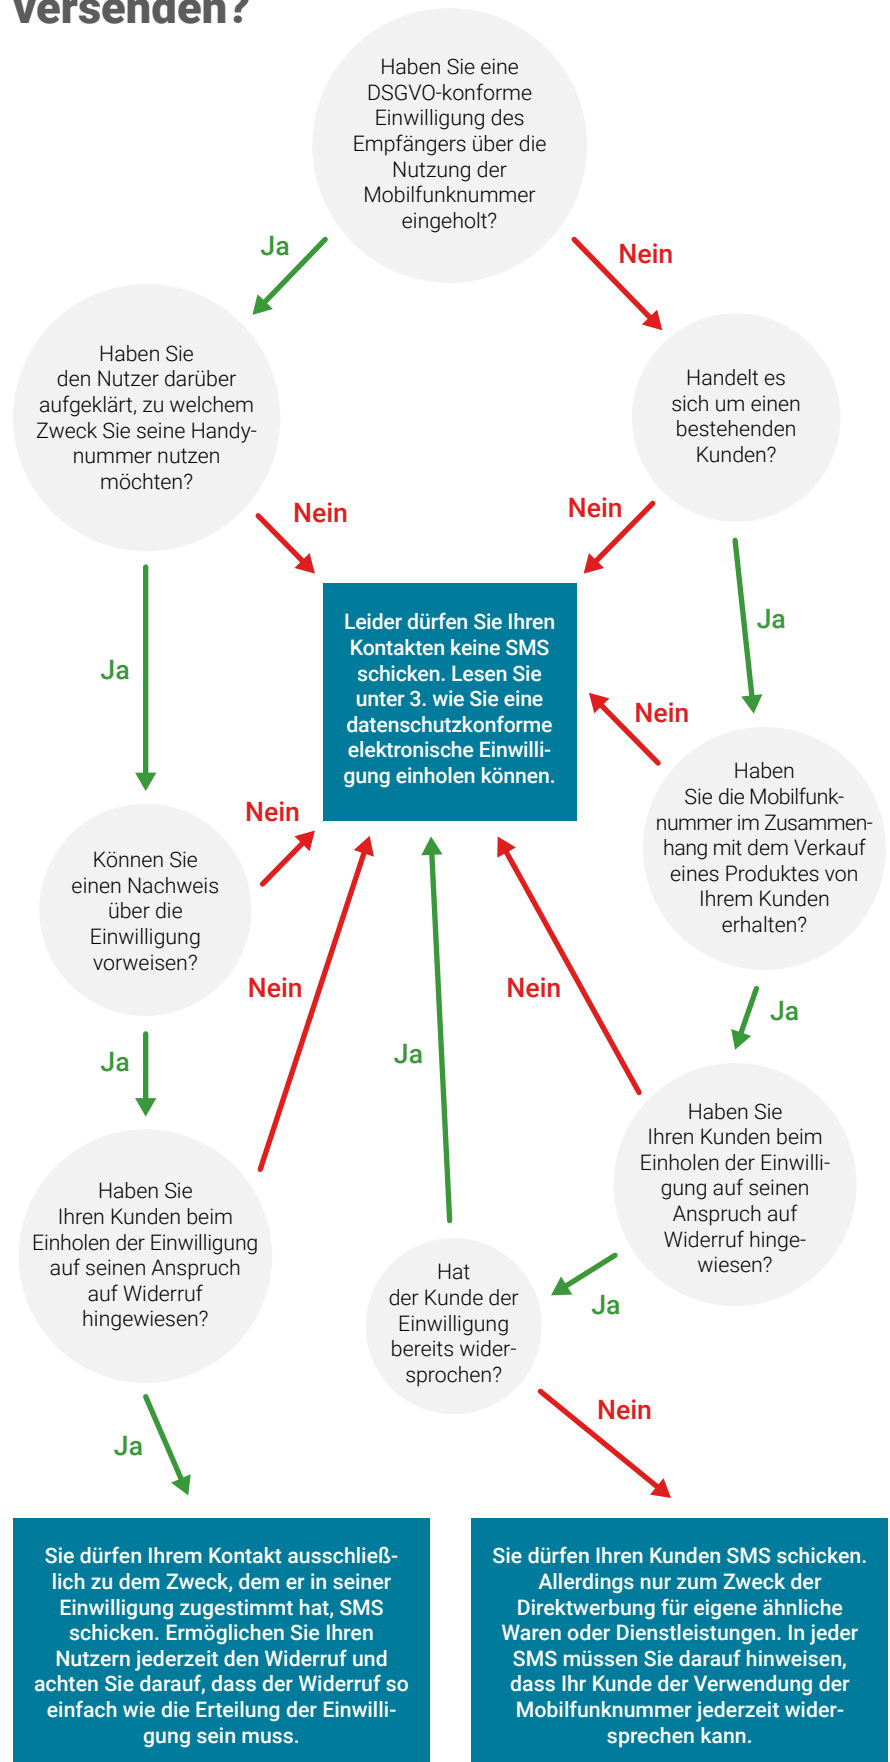 versenden?
Haben Sie eine
DSGVO-konforme
Einwilligung des
Empfängers über die
Nutzung der
Mobilfunknummer
eingeholt?
Ja
Nein
Haben Sie
den Nutzer darüber
aufgeklärt, zu welchem
Zweck Sie seine Handy-
nummer nutzen
möchten?
Handelt es
sich um einen
bestehenden
Kunden?
Nein
Nein
Ja
Ja
Leider dürfen Sie Ihren
Kontakten keine SMS
schicken. Lesen Sie
unter 3. wie Sie eine
datenschutzkonforme
elektronische Einwilli-
gung einholen können.
Nein
Haben
Sie die Mobilfunk-
nummer im Zusammen-
hang mit dem Verkauf
eines Produktes von
Ihrem Kunden
erhalten?
Nein
Können Sie
einen Nachweis
über die
Einwilligung
vorweisen?
Nein
Nein
Ja
Ja
Ja
Haben Sie
Ihren Kunden beim
Einholen der Einwilli-
gung auf seinen
Anspruch auf
Widerruf hinge-
wiesen?
Haben Sie
Ihren Kunden beim
Einholen der Einwilligung
auf seinen Anspruch
auf Widerruf
hingewiesen?
Ja
Hat
der Kunde der
Einwilligung
bereits wider-
sprochen?
Nein
Ja
Sie dürfen Ihrem Kontakt ausschließ-
lich zu dem Zweck, dem er in seiner
Einwilligung zugestimmt hat, SMS
schicken. Ermöglichen Sie Ihren
Nutzern jederzeit den Widerruf und
achten Sie darauf, dass der Widerruf so
einfach wie die Erteilung der Einwilli-
gung sein muss.
Sie dürfen Ihren Kunden SMS schicken.
Allerdings nur zum Zweck der
Direktwerbung für eigene ähnliche
Waren oder Dienstleistungen. In jeder
SMS müssen Sie darauf hinweisen,
dass Ihr Kunde der Verwendung der
Mobilfunknummer jederzeit wider-
sprechen kann.